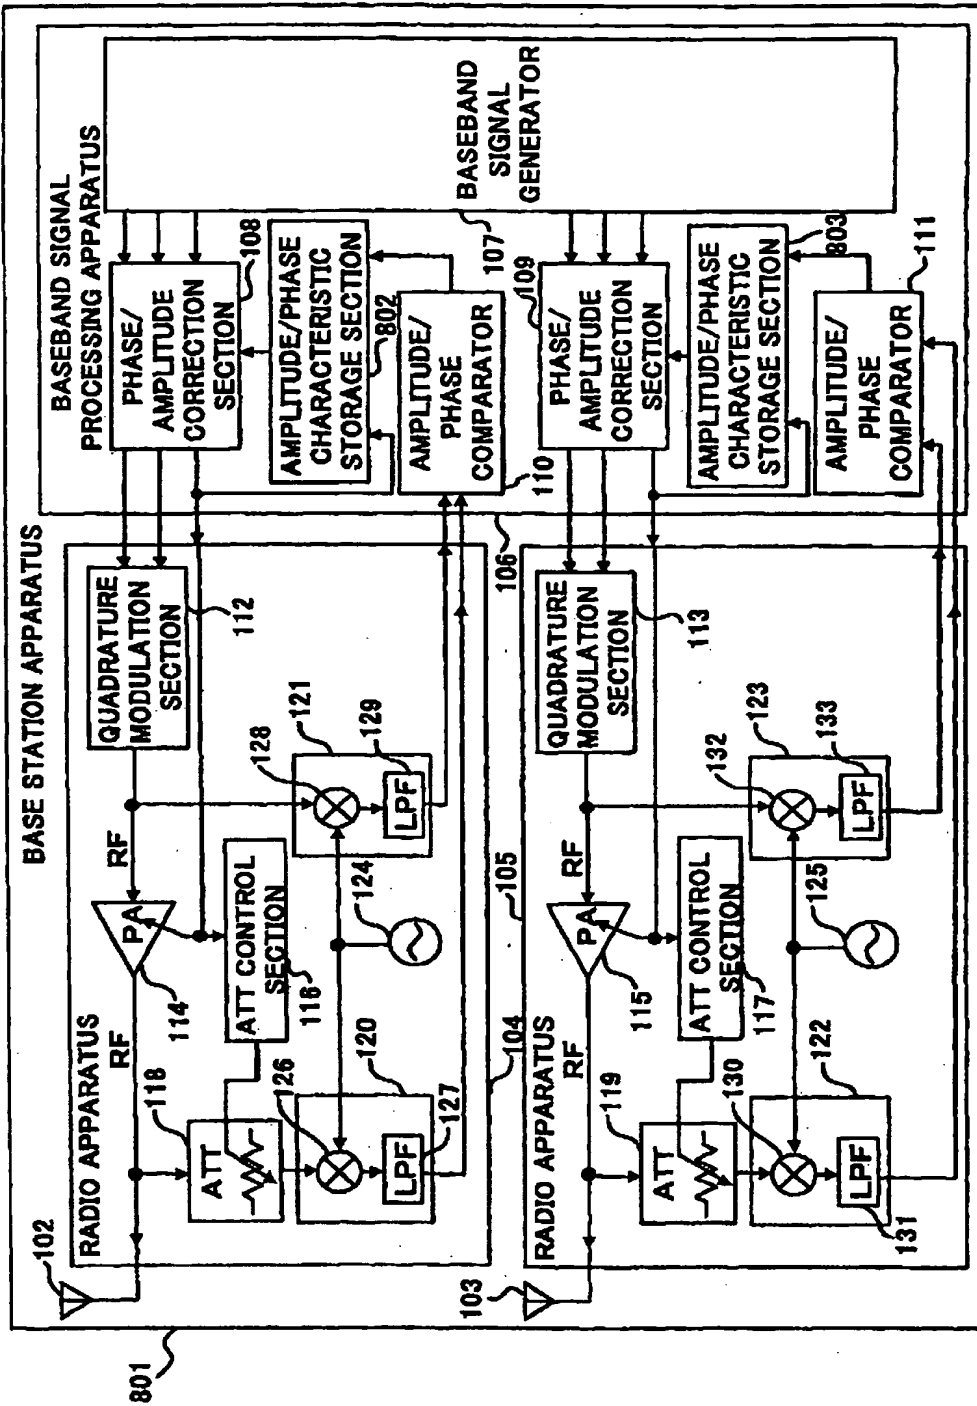 BASE STATION APPARATUS
801
BASEBAND SIGNAL
PROCESSING APPARATUS
BASEBAND
SIGNAL
GENERATOR
107
PHASE/
AMPLITUDE
CORRECTION
SECTION
108
AMPLITUDE/PHASE
CHARACTERISTIC
STORAGE SECTION
802
AMPLITUDE/
PHASE
COMPARATOR
110
PHASE/
AMPLITUDE
CORRECTION
SECTION
109
AMPLITUDE/PHASE
CHARACTERISTIC
STORAGE SECTION
803
AMPLITUDE/
PHASE
COMPARATOR
111
106
RADIO APPARATUS
104
102
QUADRATURE
MODULATION
SECTION
112
RF
PA
114
RF
118
ATT
ATT CONTROL
SECTION
116
128
121
129
LPF
124
126
120
127
LPF
RADIO APPARATUS
105
103
QUADRATURE
MODULATION
SECTION
113
RF
PA
115
RF
119
ATT
ATT CONTROL
SECTION
117
132
123
133
LPF
125
130
122
LPF
131